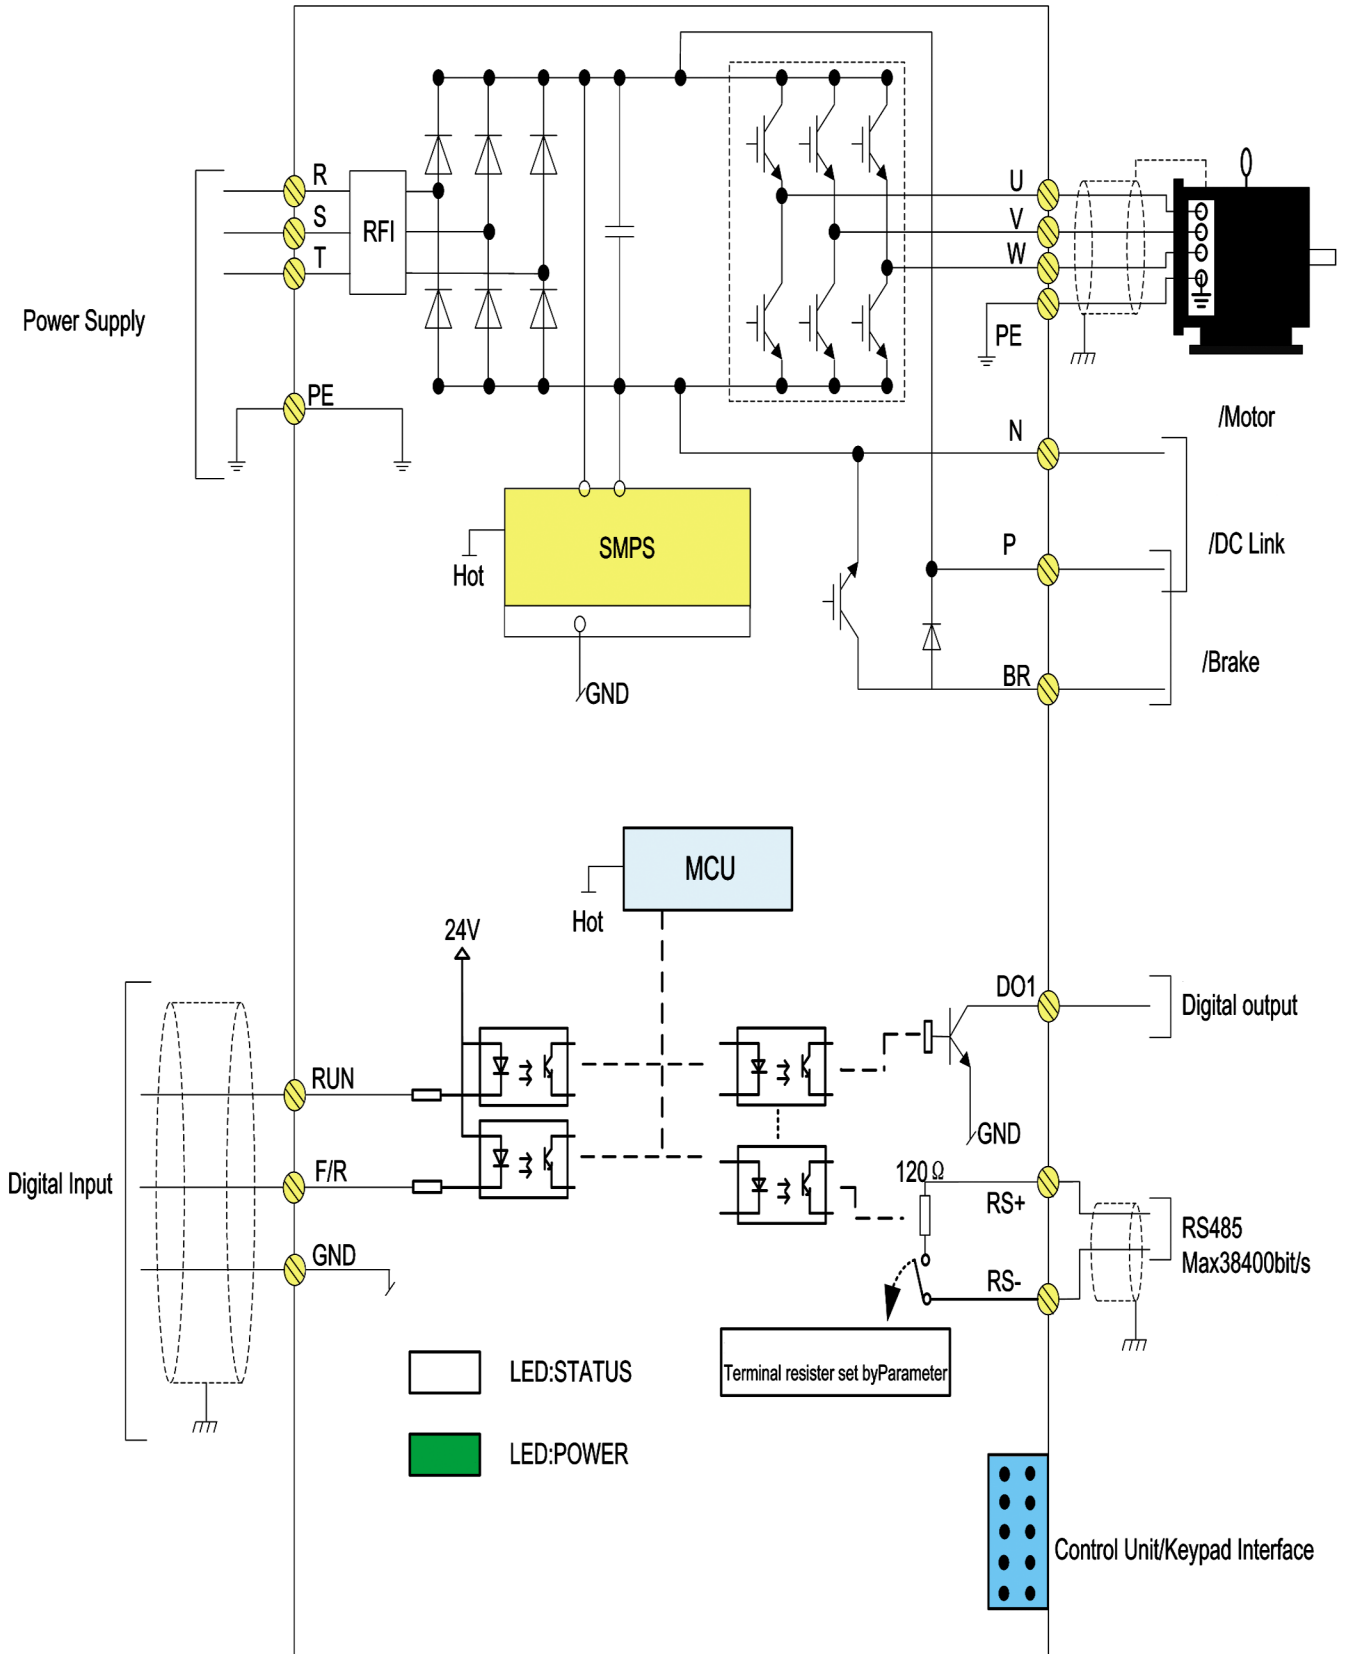 R
S
T
RFI
Power Supply
PE
U
V
W
PE
/Motor
N
P
/DC Link
BR
/Brake
SMPS
Hot
GND
MCU
Hot
24V
DO1
Digital output
GND
RUN
F/R
Digital Input
GND
120Ω
RS+
RS-
RS485
Max38400bit/s
Terminal resister set byParameter
LED:STATUS
LED:POWER
Control Unit/Keypad Interface